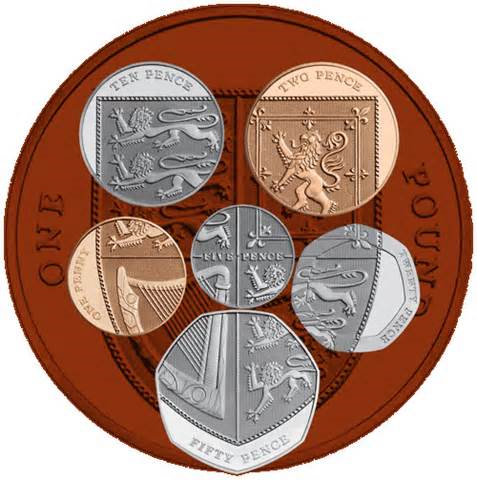 TEN PENCE
TWO PENCE
ONE
POUND
ONE PENNY
FIVE PENCE
TWENTY PENCE
FIFTY PENCE